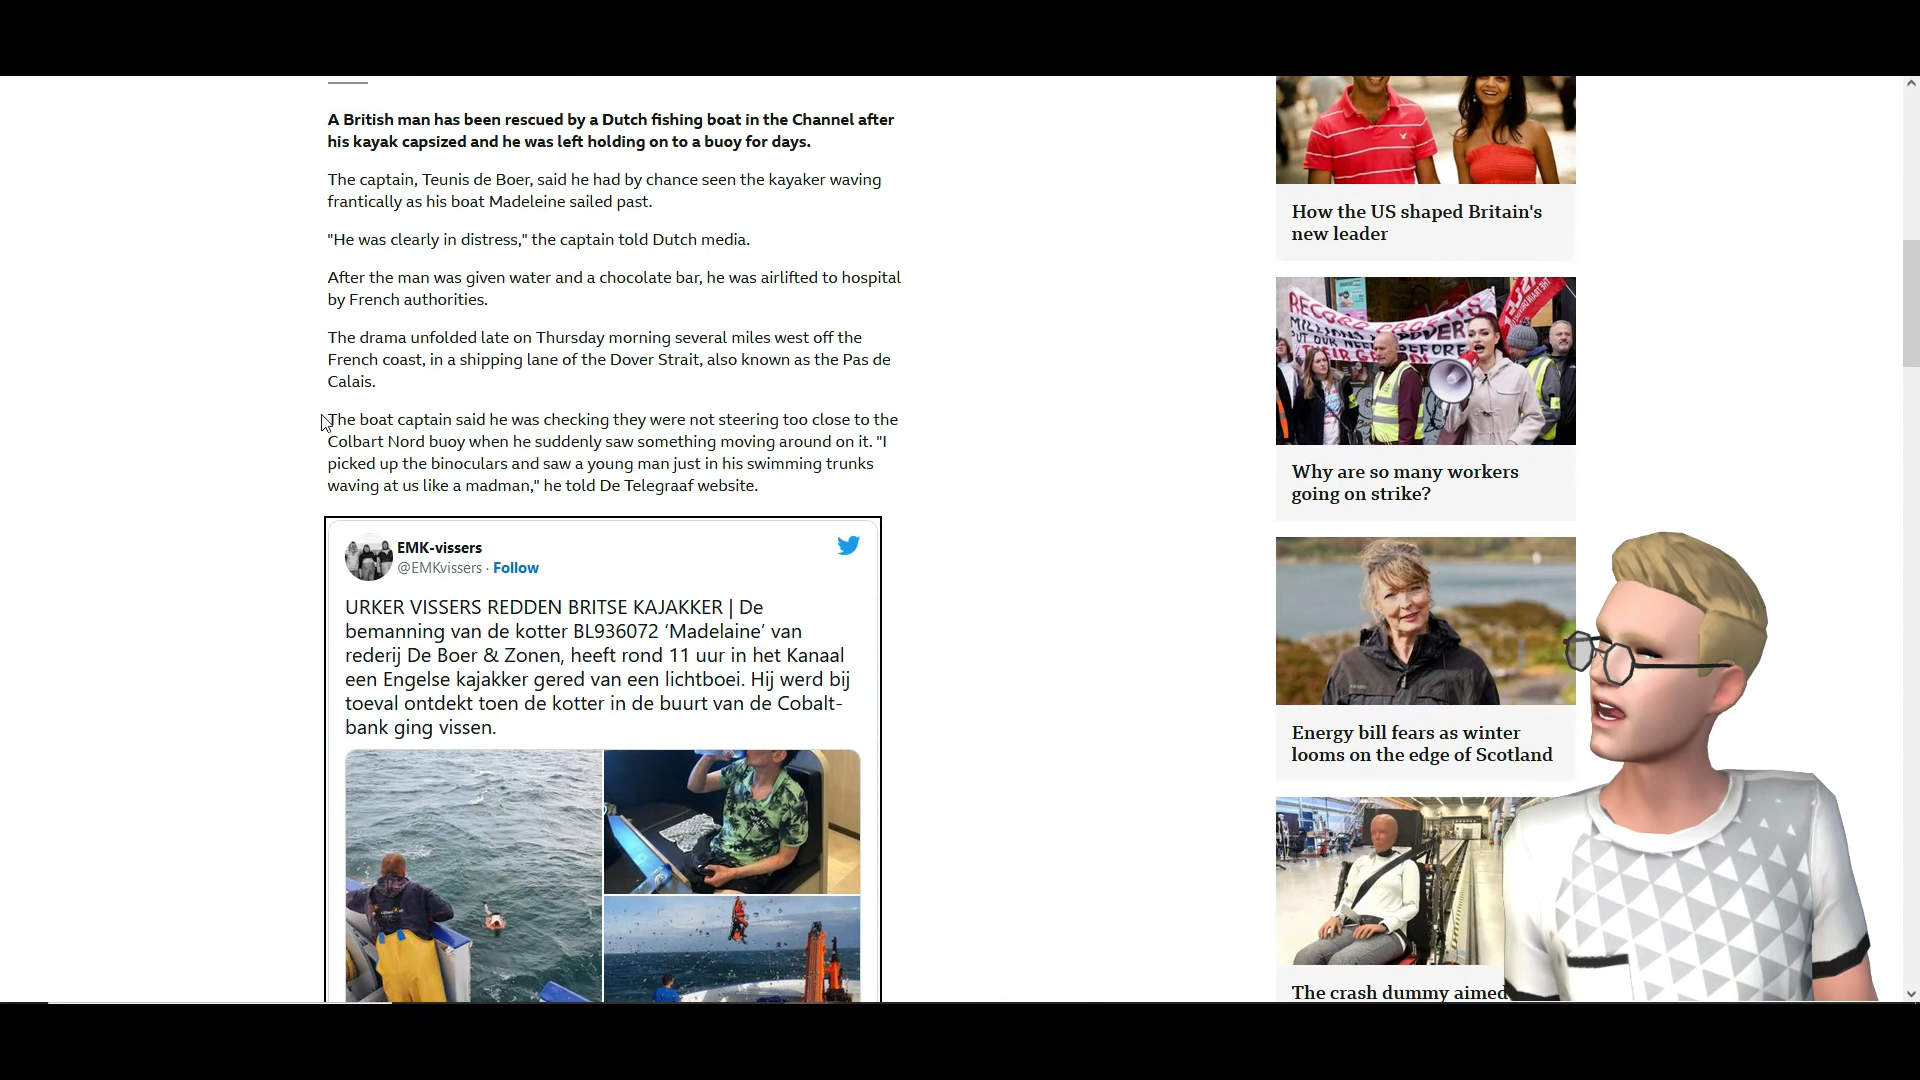 A British man has been rescued by a Dutch fishing boat in the Channel after
his kayak capsized and he was left holding on to a buoy for days.
The captain, Teunis de Boer, said he had by chance seen the kayaker waving
frantically as his boat Madeleine sailed past.
"He was clearly in distress," the captain told Dutch media.
After the man was given water and a chocolate bar, he was airlifted to hospital
by French authorities.
The drama unfolded late on Thursday morning several miles west off the
French coast, in a shipping lane of the Dover Strait, also known as the Pas de
Calais.
The boat captain said he was checking they were not steering too close to the
Colbart Nord buoy when he suddenly saw something moving around on it. "I
picked up the binoculars and saw a young man just in his swimming trunks
waving at us like a madman," he told De Telegraaf website.
EMK-vissers
@EMKvissers · Follow
URKER VISSERS REDDEN BRITSE KAJAKKER | De
bemanning van de kotter BL936072 ‘Madelaine’ van
rederij De Boer & Zonen, heeft rond 11 uur in het Kanaal
een Engelse kajakker gered van een lichtboei. Hij werd bij
toeval ontdekt toen de kotter in de buurt van de Cobalt-
bank ging vissen.
How the US shaped Britain's
new leader
RECORD PROFITS
Why are so many workers
going on strike?
Energy bill fears as winter
looms on the edge of Scotland
The crash dummy aimed